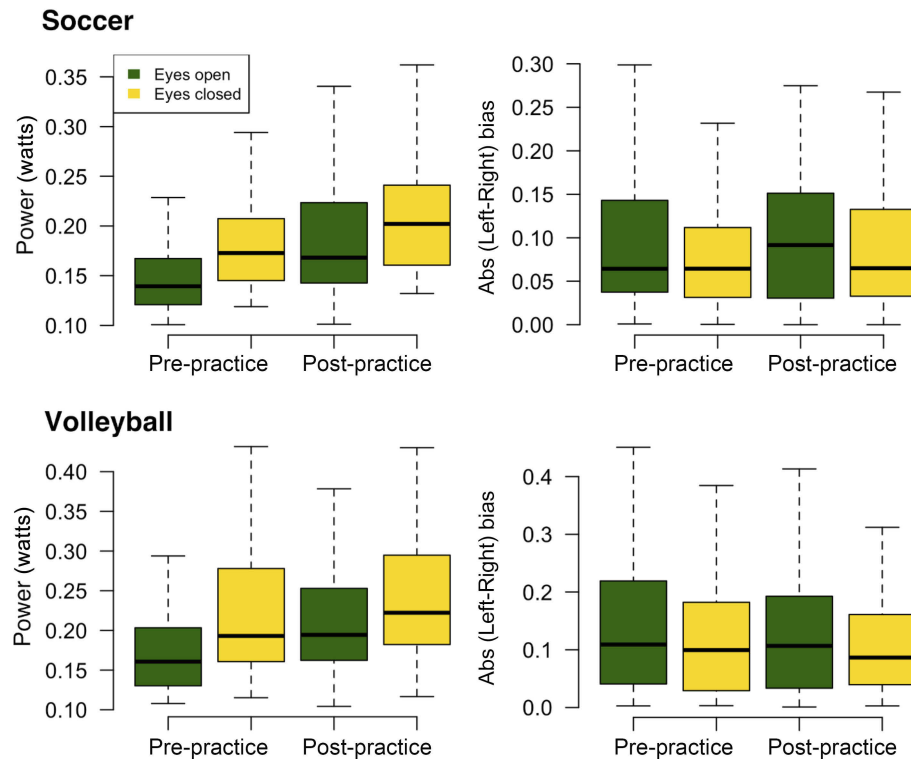 Soccer
Eyes open
Eyes closed
Power (watts)
0.35
0.30
0.25
0.20
0.15
0.10
Pre-practice Post-practice
Abs (Left-Right) bias
0.30
0.25
0.20
0.15
0.10
0.05
0.00
Pre-practice Post-practice
Volleyball
Power (watts)
0.40
0.35
0.30
0.25
0.20
0.15
0.10
Pre-practice Post-practice
Abs (Left-Right) bias
0.4
0.3
0.2
0.1
0.0
Pre-practice Post-practice